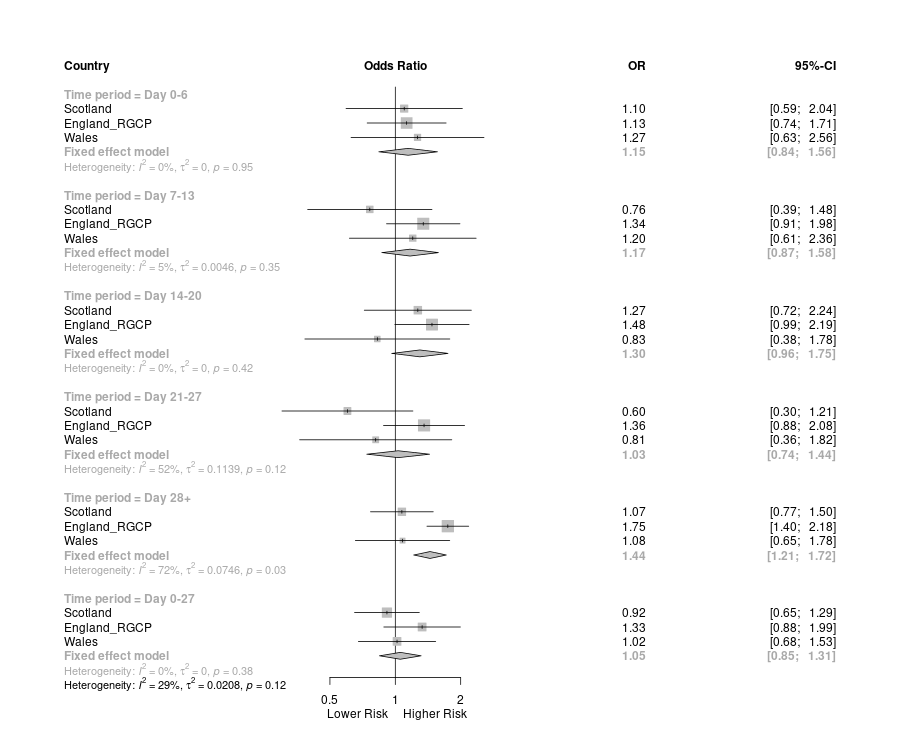 Country Odds Ratio OR 95%-CI
Time period = Day 0-6
Scotland 1.10 [0.59; 2.04]
England_RGCP 1.13 [0.74; 1.71]
Wales 1.27 [0.63; 2.56]
Fixed effect model 1.15 [0.84; 1.56]
Heterogeneity: I² = 0%, τ² = 0, p = 0.95
Time period = Day 7-13
Scotland 0.76 [0.39; 1.48]
England_RGCP 1.34 [0.91; 1.98]
Wales 1.20 [0.61; 2.36]
Fixed effect model 1.17 [0.87; 1.58]
Heterogeneity: I² = 5%, τ² = 0.0046, p = 0.35
Time period = Day 14-20
Scotland 1.27 [0.72; 2.24]
England_RGCP 1.48 [0.99; 2.19]
Wales 0.83 [0.38; 1.78]
Fixed effect model 1.30 [0.96; 1.75]
Heterogeneity: I² = 0%, τ² = 0, p = 0.42
Time period = Day 21-27
Scotland 0.60 [0.30; 1.21]
England_RGCP 1.36 [0.88; 2.08]
Wales 0.81 [0.36; 1.82]
Fixed effect model 1.03 [0.74; 1.44]
Heterogeneity: I² = 52%, τ² = 0.1139, p = 0.12
Time period = Day 28+
Scotland 1.07 [0.77; 1.50]
England_RGCP 1.75 [1.40; 2.18]
Wales 1.08 [0.65; 1.78]
Fixed effect model 1.44 [1.21; 1.72]
Heterogeneity: I² = 72%, τ² = 0.0746, p = 0.03
Time period = Day 0-27
Scotland 0.92 [0.65; 1.29]
England_RGCP 1.33 [0.88; 1.99]
Wales 1.02 [0.68; 1.53]
Fixed effect model 1.05 [0.85; 1.31]
Heterogeneity: I² = 0%, τ² = 0, p = 0.38
Heterogeneity: I² = 29%, τ² = 0.0208, p = 0.12
0.5 1 2
Lower Risk Higher Risk